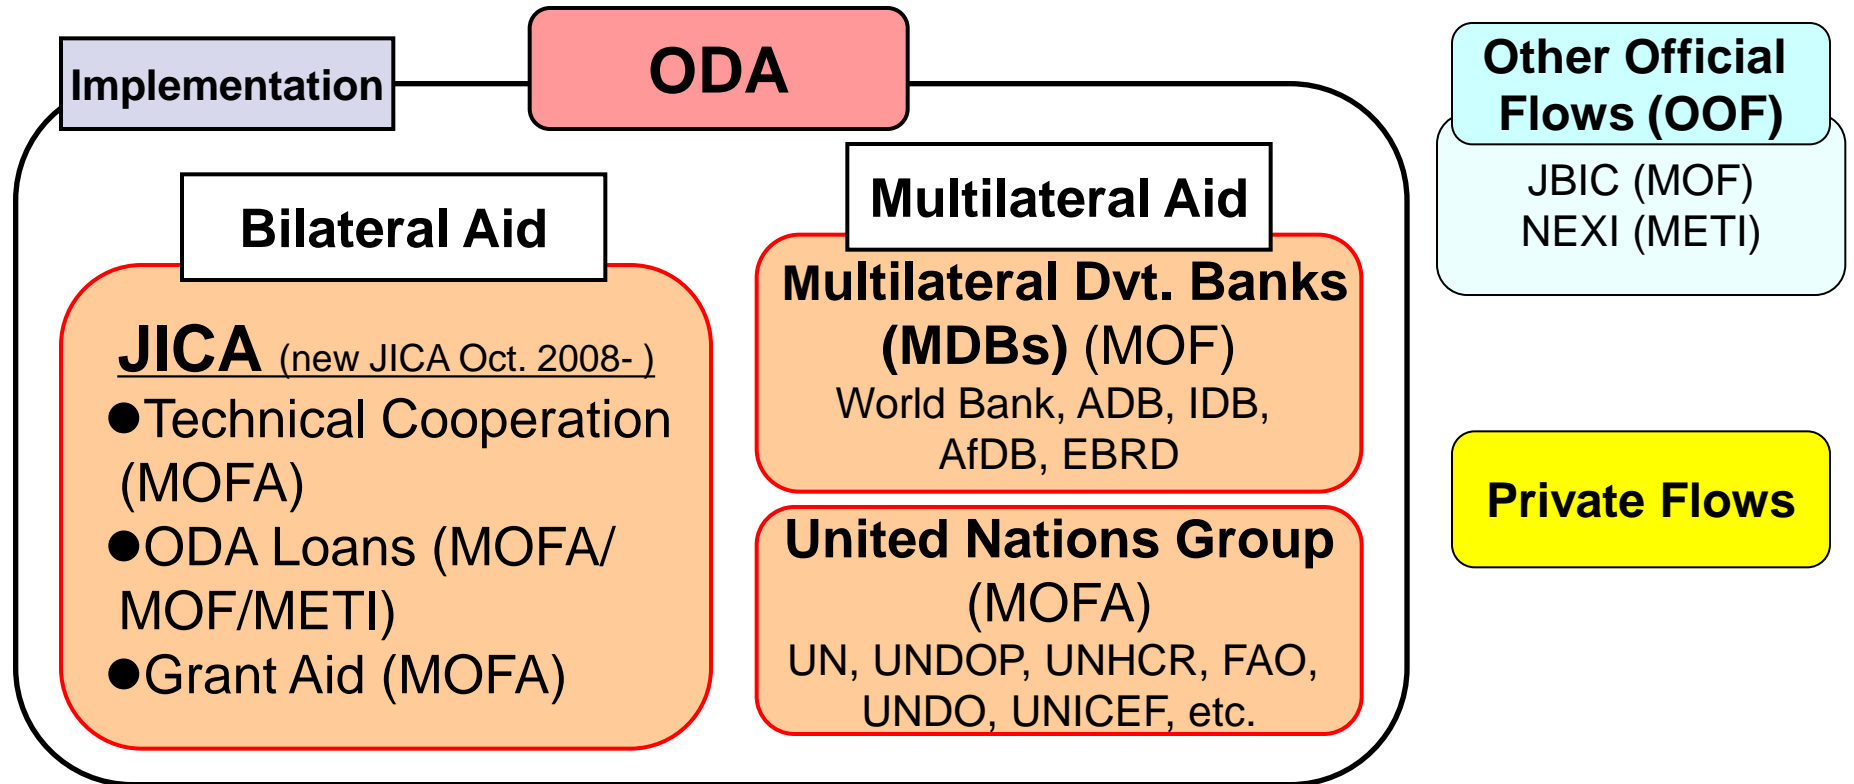 Implementation
ODA
Bilateral Aid
JICA (new JICA Oct. 2008- )
●Technical Cooperation
(MOFA)
●ODA Loans (MOFA/
MOF/METI)
●Grant Aid (MOFA)
Multilateral Aid
Multilateral Dvt. Banks
(MDBs) (MOF)
World Bank, ADB, IDB,
AfDB, EBRD
United Nations Group
(MOFA)
UN, UNDOP, UNHCR, FAO,
UNDO, UNICEF, etc.
Other Official
Flows (OOF)
JBIC (MOF)
NEXI (METI)
Private Flows